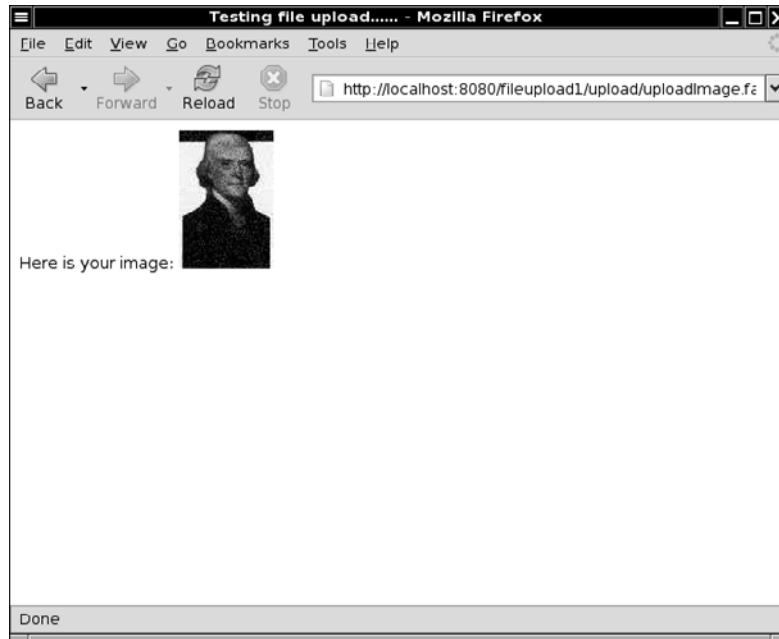 Testing file upload...... - Mozilla Firefox
File Edit View Go Bookmarks Tools Help
Back Forward Reload Stop http://localhost:8080/fileupload1/upload/uploadImage.fa
Here is your image:
Done